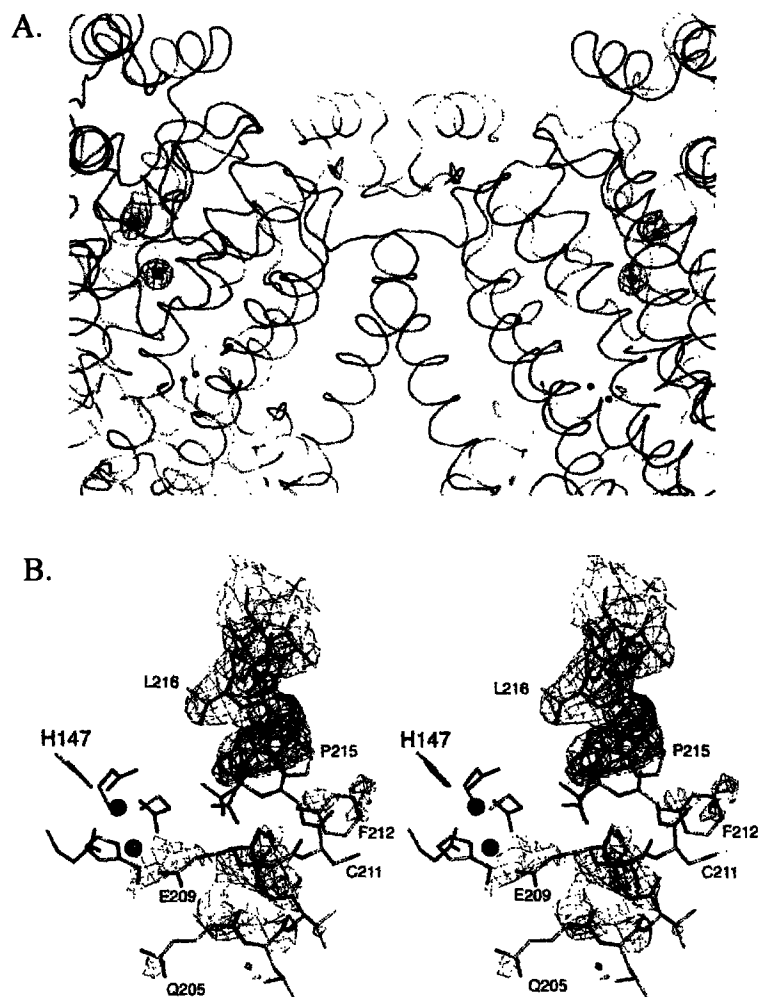 A.
B.
L216 L216
H147 P215 H147 P215
F212 F212
C211 C211
E209 E209
Q205 Q205